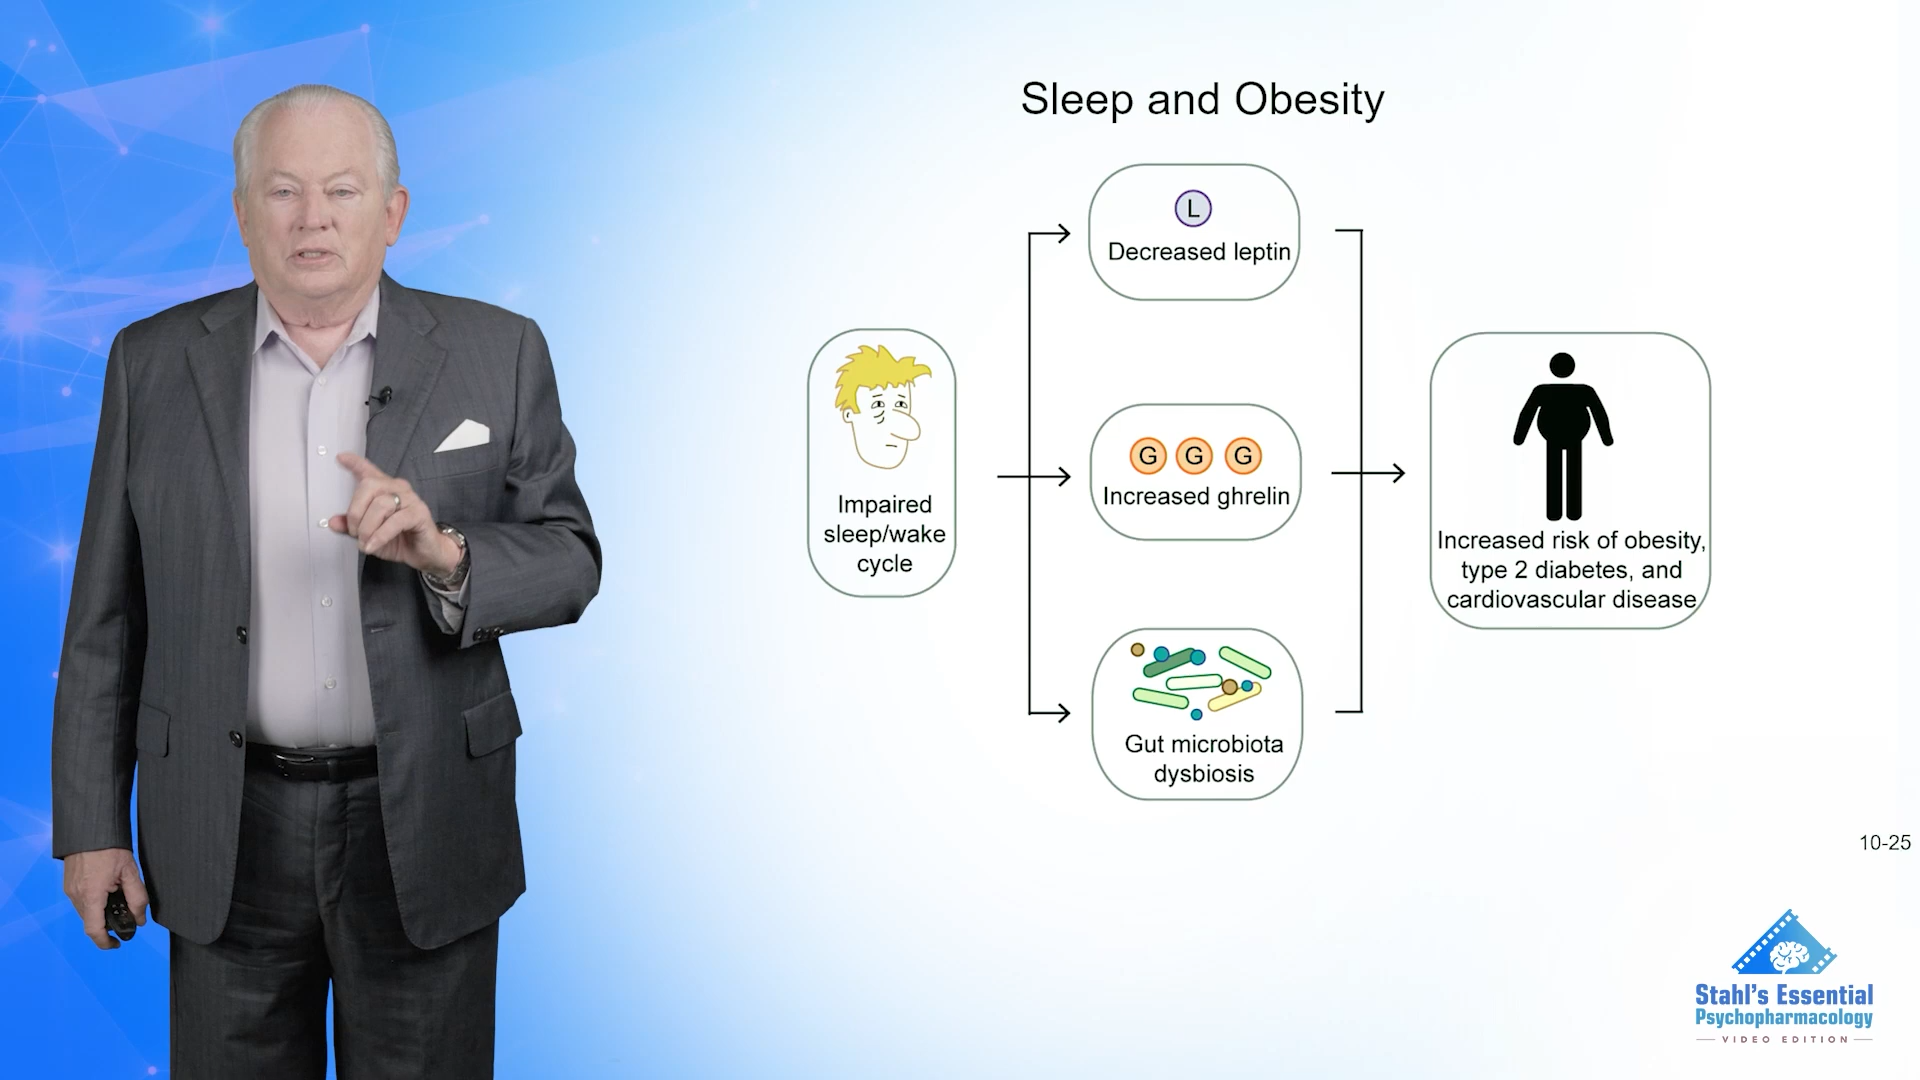 Sleep and Obesity
L
Decreased leptin
Impaired
sleep/wake
cycle
G G G
Increased ghrelin
Gut microbiota
dysbiosis
Increased risk of obesity,
type 2 diabetes, and
cardiovascular disease
10-25
Stahl's Essential
Psychopharmacology
VIDEO EDITION